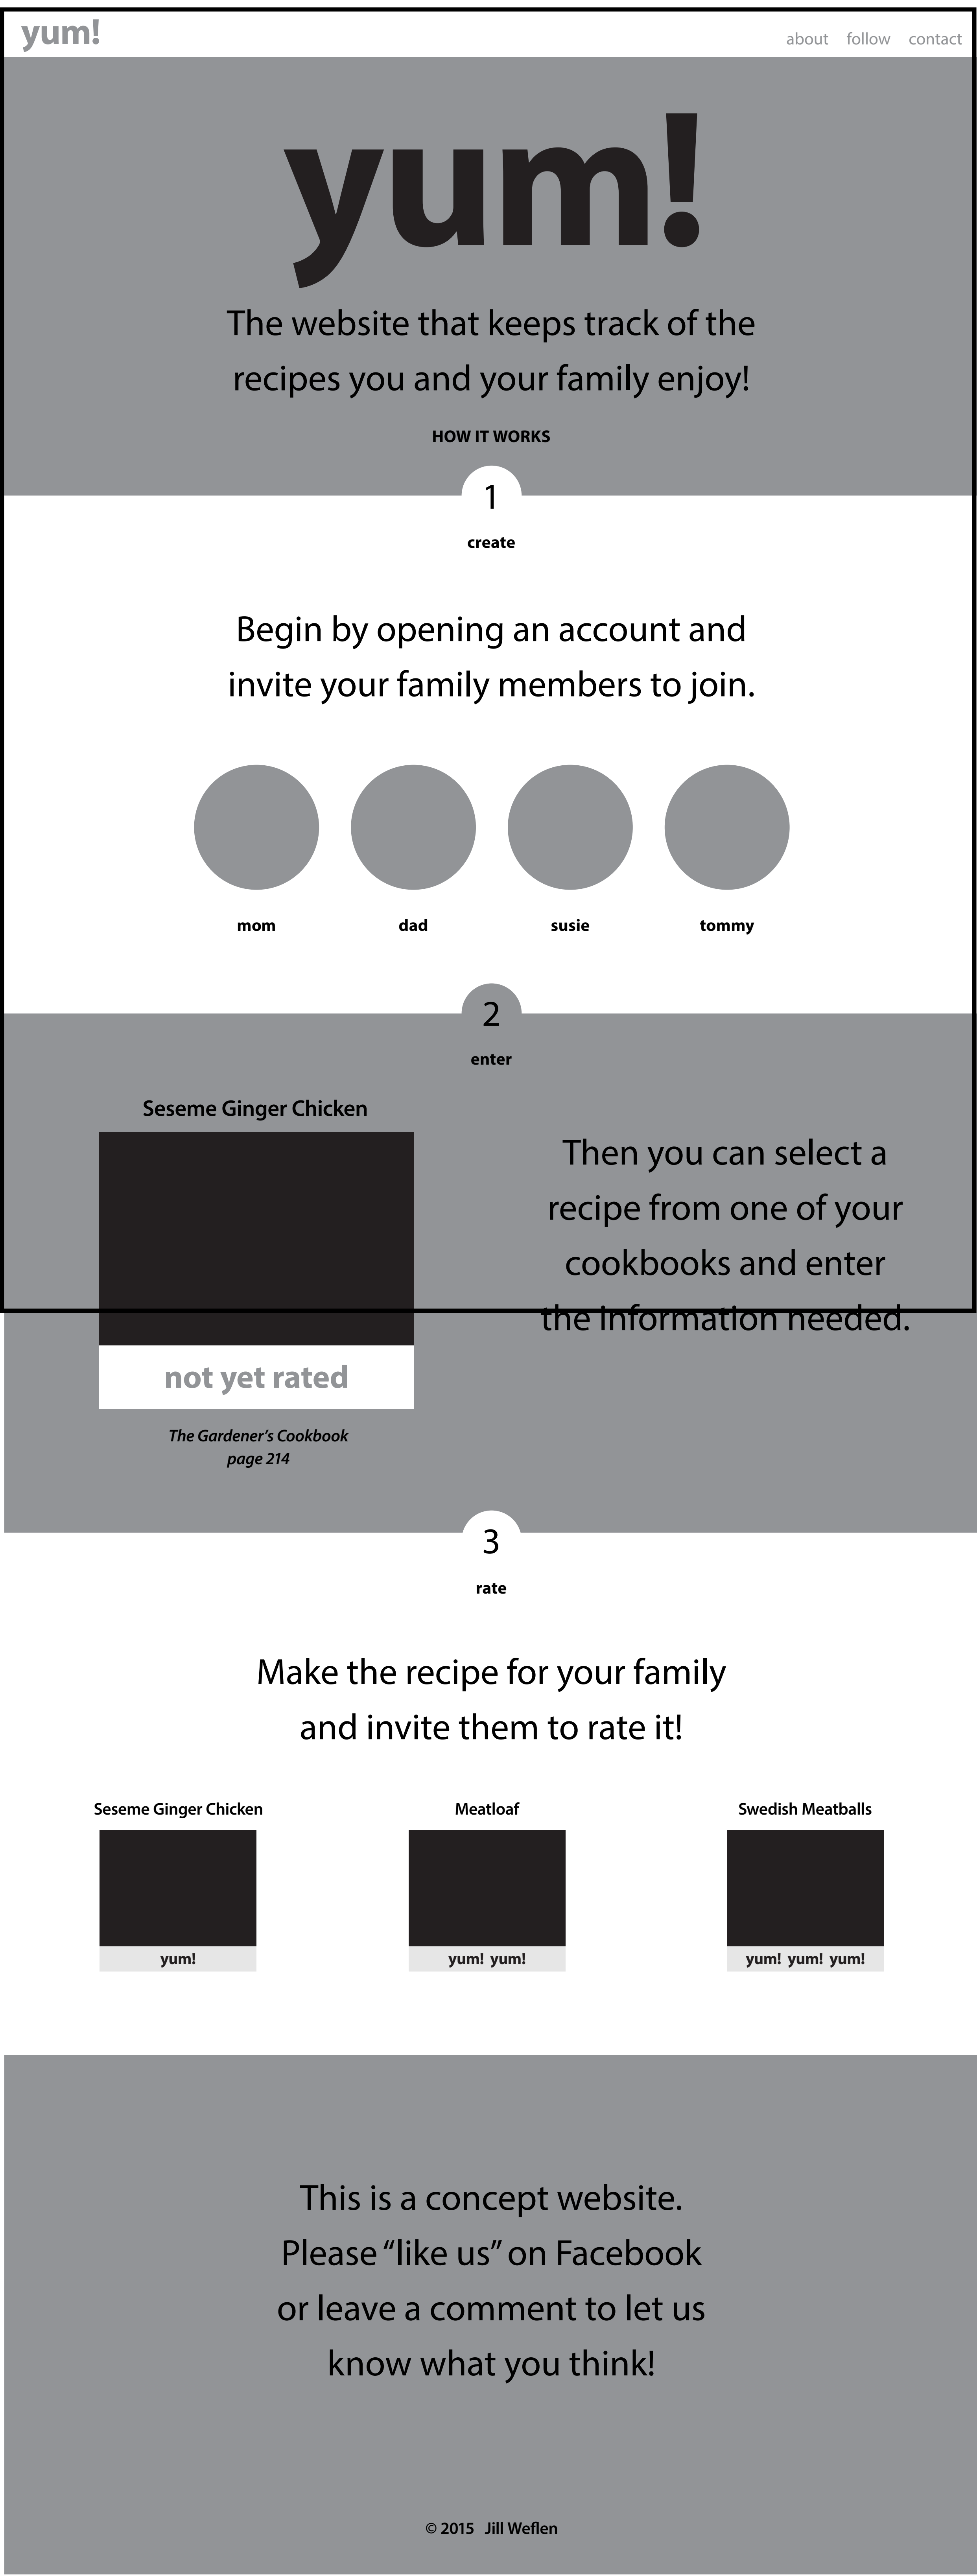 yum!
about follow contact
yum!
The website that keeps track of the
recipes you and your family enjoy!
HOW IT WORKS
1
create
Begin by opening an account and
invite your family members to join.
mom dad susie tommy
2
enter
Seseme Ginger Chicken
not yet rated
The Gardener’s Cookbook
page 214
Then you can select a
recipe from one of your
cookbooks and enter
the information needed.
3
rate
Make the recipe for your family
and invite them to rate it!
Seseme Ginger Chicken
yum!
Meatloaf
yum! yum!
Swedish Meatballs
yum! yum! yum!
This is a concept website.
Please “like us” on Facebook
or leave a comment to let us
know what you think!
© 2015 Jill Weflen